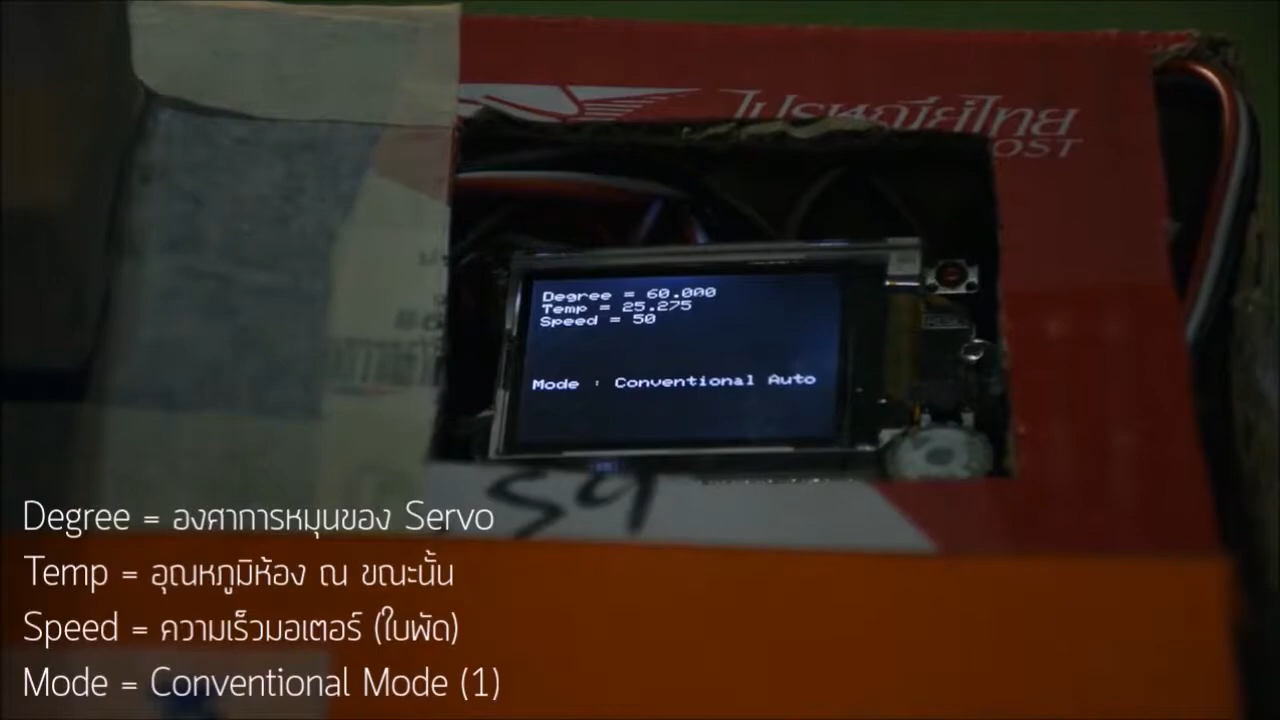 ไปรษณีย์ไทย
OST
Degree = 60.000
Temp = 25.275
Speed = 50
Mode : Conventional Auto
59
Degree = องศาการหมุนของ Servo
Temp = อุณหภูมิห้อง ณ ขณะนั้น
Speed = ความเร็วมอเตอร์ (ใบพัด)
Mode = Conventional Mode (1)